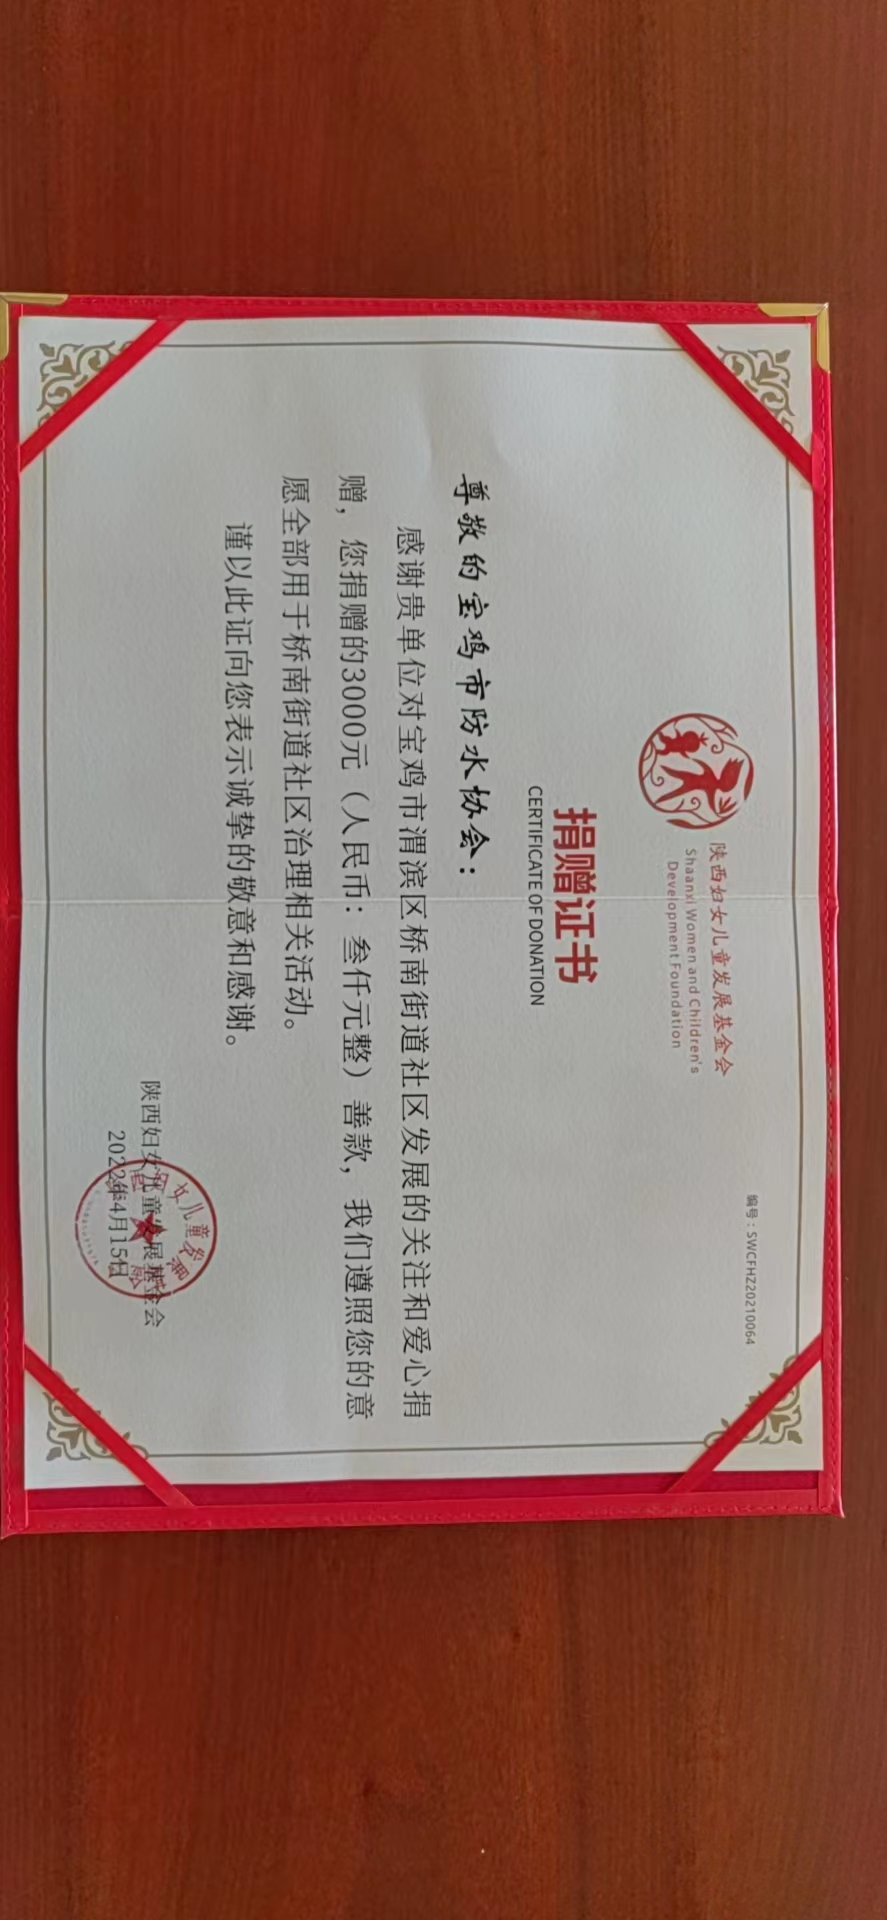 陕西妇女儿童发展基金会
Shaanxi Women and Children's
Development Foundation
编号：SWCFHZ20210064
捐赠证书
CERTIFICATE OF DONATION
尊敬的宝鸡市防水协会：
感谢贵单位对宝鸡市渭滨区桥南街道社区发展的关注和爱心捐
赠，您捐赠的3000元（人民币：叁仟元整）善款，我们遵照您的意
愿全部用于桥南街道社区治理相关活动。
谨以此证向您表示诚挚的敬意和感谢。
陕西妇女儿童发展基金会
2022年4月15日